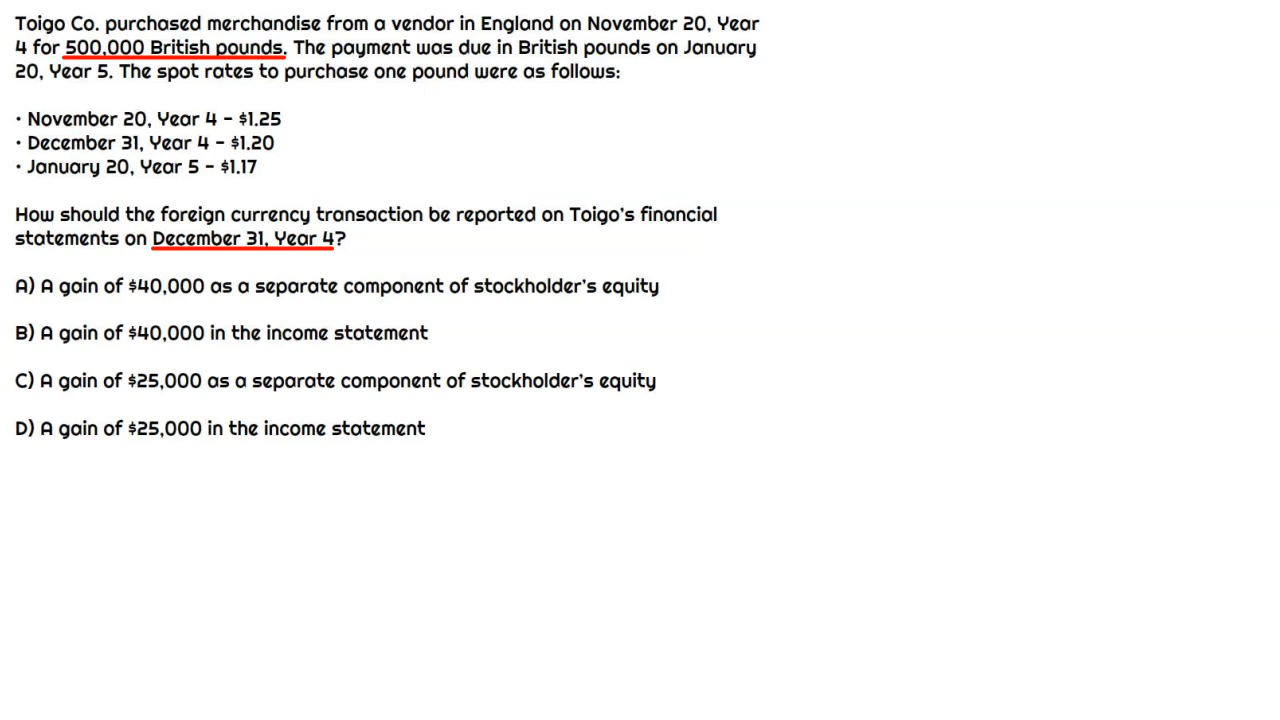 Toigo Co. purchased merchandise from a vendor in England on November 20, Year
4 for 500,000 British pounds. The payment was due in British pounds on January
20, Year 5. The spot rates to purchase one pound were as follows:
• November 20, Year 4 - $1.25
• December 31, Year 4 - $1.20
• January 20, Year 5 - $1.17
How should the foreign currency transaction be reported on Toigo's financial
statements on December 31, Year 4?
A) A gain of $40,000 as a separate component of stockholder's equity
B) A gain of $40,000 in the income statement
C) A gain of $25,000 as a separate component of stockholder's equity
D) A gain of $25,000 in the income statement